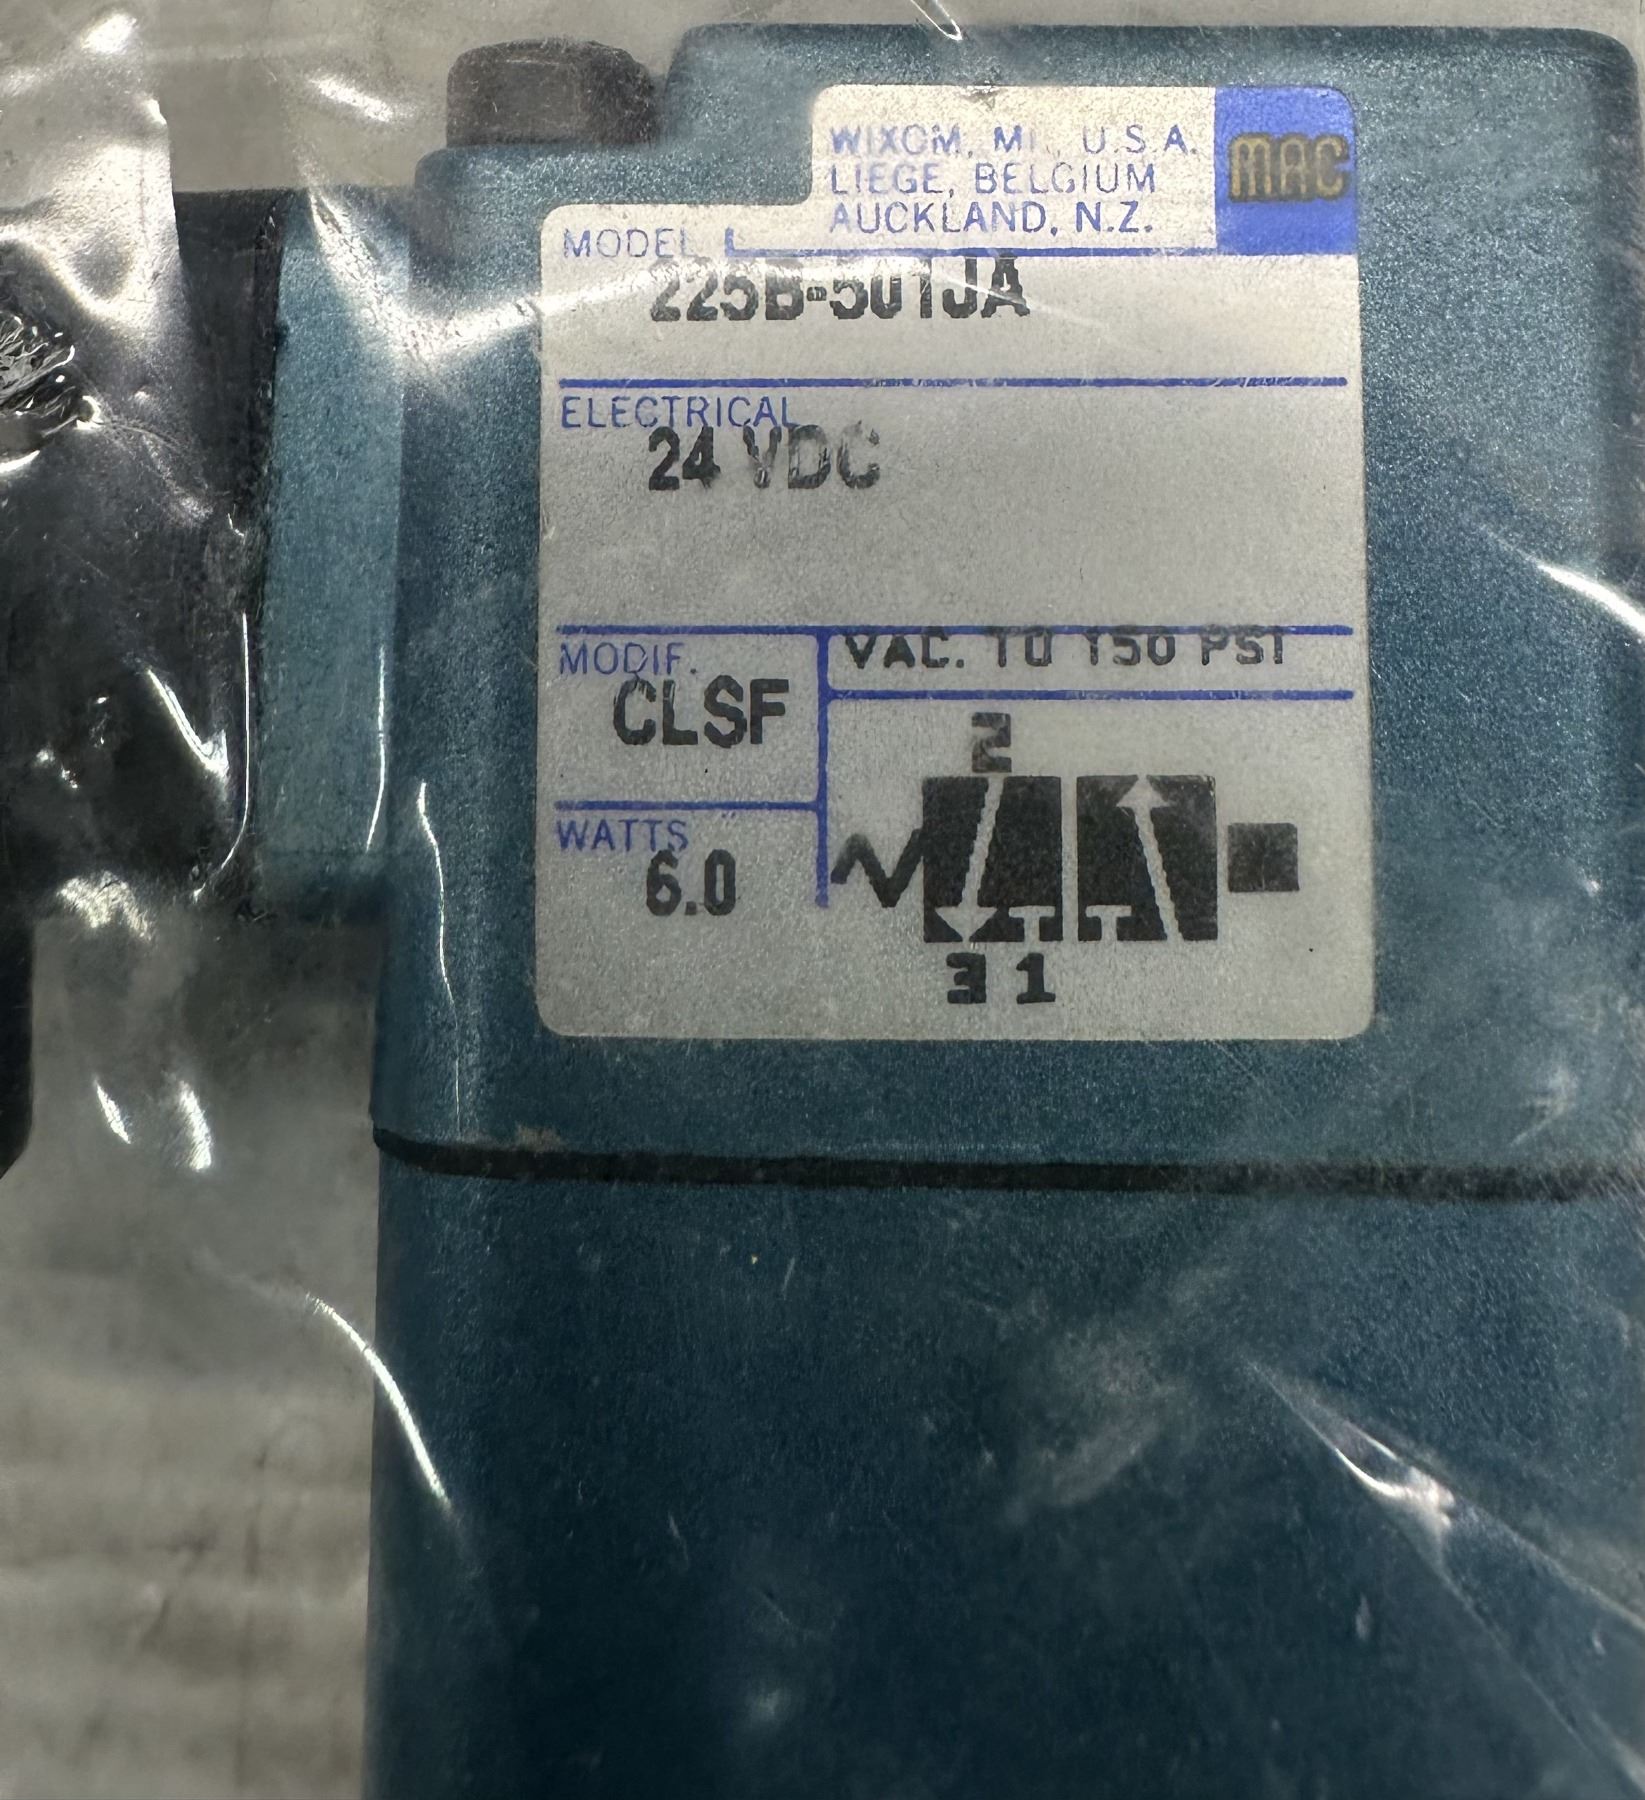 WIXOM, MI., U.S.A.
LIEGE, BELGIUM
AUCKLAND, N.Z.
MAC
MODEL
225B-501JA
ELECTRICAL
24 VDC
MODIF.
CLSF
VAC. TO 150 PSI
WATTS
6.0
2
3 1